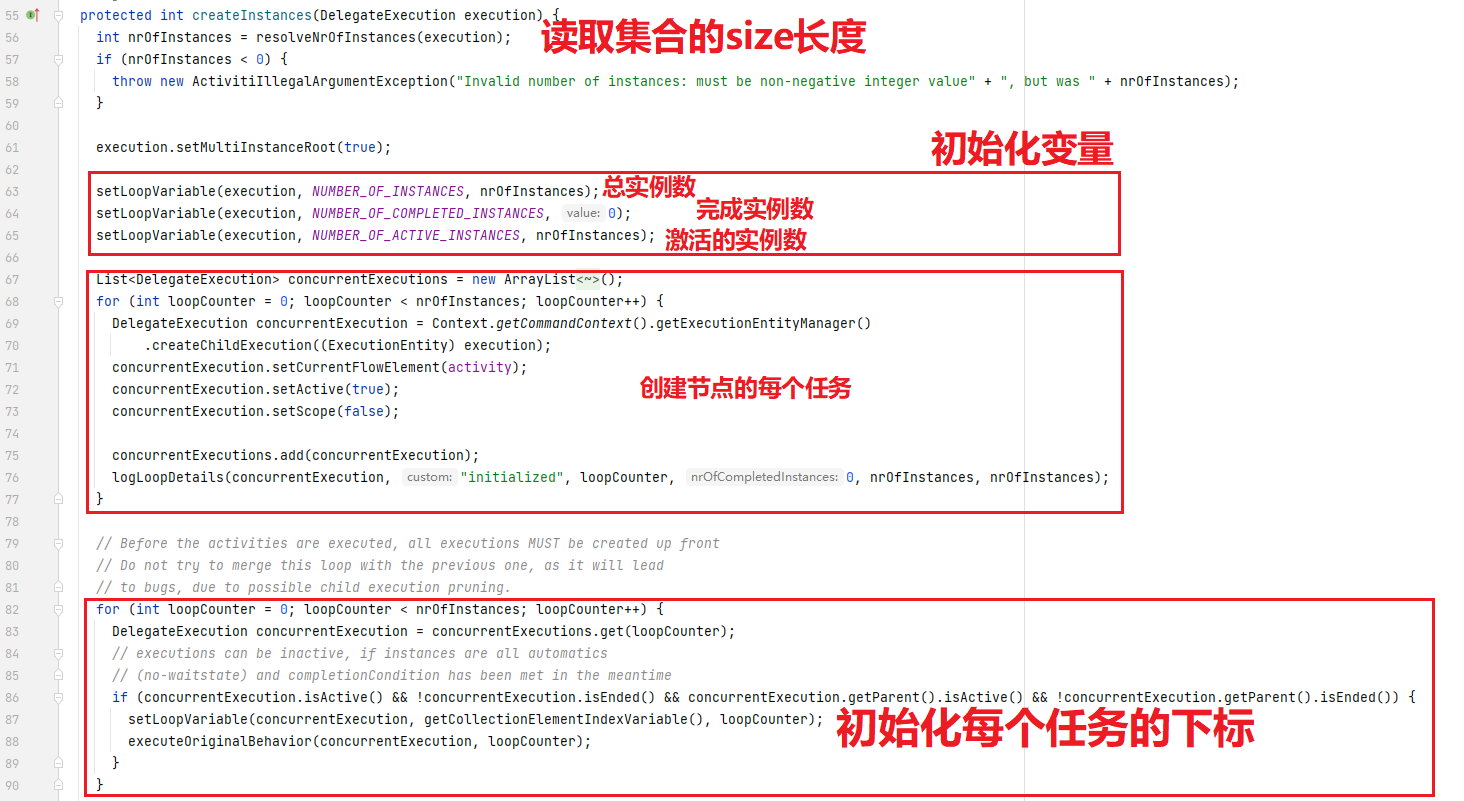 55 protected int createInstances(DelegateExecution execution) {
56 int nrOfInstances = resolveNrOfInstances(execution); 读取集合的size长度
57 if (nrOfInstances < 0) {
58 throw new ActivitiIllegalArgumentException("Invalid number of instances: must be non-negative integer value" + ", but was " + nrOfInstances);
59 }
60
61 execution.setMultiInstanceRoot(true); 初始化变量
62
63 setLoopVariable(execution, NUMBER_OF_INSTANCES, nrOfInstances); 总实例数
64 setLoopVariable(execution, NUMBER_OF_COMPLETED_INSTANCES, value: 0); 完成实例数
65 setLoopVariable(execution, NUMBER_OF_ACTIVE_INSTANCES, nrOfInstances); 激活的实例数
66
67 List<DelegateExecution> concurrentExecutions = new ArrayList<~>();
68 for (int loopCounter = 0; loopCounter < nrOfInstances; loopCounter++) {
69 DelegateExecution concurrentExecution = Context.getCommandContext().getExecutionEntityManager()
70 .createChildExecution((ExecutionEntity) execution);
71 concurrentExecution.setCurrentFlowElement(activity);
72 concurrentExecution.setActive(true); 创建节点的每个任务
73 concurrentExecution.setScope(false);
74
75 concurrentExecutions.add(concurrentExecution);
76 logLoopDetails(concurrentExecution, custom: "initialized", loopCounter, nrOfCompletedInstances: 0, nrOfInstances, nrOfInstances);
77 }
78
79 // Before the activities are executed, all executions MUST be created up front
80 // Do not try to merge this loop with the previous one, as it will lead
81 // to bugs, due to possible child execution pruning.
82 for (int loopCounter = 0; loopCounter < nrOfInstances; loopCounter++) {
83 DelegateExecution concurrentExecution = concurrentExecutions.get(loopCounter);
84 // executions can be inactive, if instances are all automatics
85 // (no-waitstate) and completionCondition has been met in the meantime
86 if (concurrentExecution.isActive() && !concurrentExecution.isEnded() && concurrentExecution.getParent().isActive() && !concurrentExecution.getParent().isEnded()) {
87 setLoopVariable(concurrentExecution, getCollectionElementIndexVariable(), loopCounter); 初始化每个任务的下标
88 executeOriginalBehavior(concurrentExecution, loopCounter);
89 }
90 }